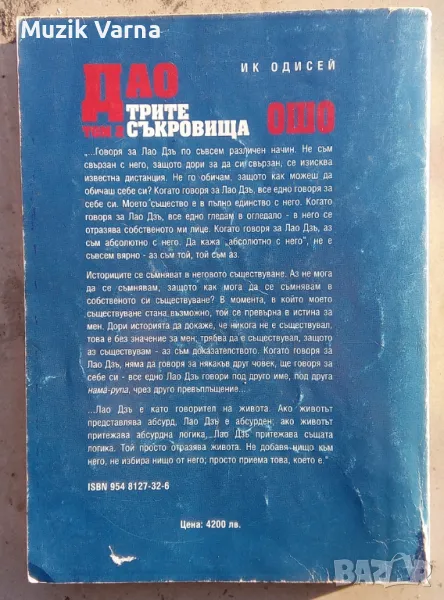 Muzik Varna
ИК ОДИСЕЙ
ДАО
ТРИТЕ
том 2 СЪКРОВИЩА
ОШО
"...Говоря за Лао Дзъ по съвсем различен начин. Не съм
свързан с него, защото дори за да си свързан, се изисква
известна дистанция. Не го обичам, защото как можеш да
обичаш себе си? Когато говоря за Лао Дзъ, все едно говоря за
себе си. Моето същество е в пълно единство с него. Когато
говоря за Лао Дзъ, все едно гледам в огледало - в него се
отразява собственото ми лице. Когато говоря за Лао Дзъ, аз
съм абсолютно с него. Да кажа „абсолютно с него", не е
съвсем вярно - аз съм той, той съм аз.
Историците се съмняват в неговото съществуване. Аз не мога
да се съмнявам, защото как мога да се съмнявам в
собственото си съществуване? В момента, в който моето
съществуване стана възможно, той се превърна в истина за
мен. Дори историята да докаже, че никога не е съществувал,
това е без значение за мен; трябва да е съществувал, защото
аз съществувам - аз съм доказателството. Когато говоря за
Лао Дзъ, няма да говоря за някакъв друг човек, ще говоря за
себе си - все едно Лао Дзъ говори под друго име, под друга
нама-рупа, чрез друго превъплъщение...
...Лао Дзъ е като говорител на живота. Ако животът
представлява абсурд, Лао Дзъ е абсурден; ако животът
притежава абсурдна логика, Лао Дзъ притежава същата
логика. Той просто отразява живота. Не добавя нищо към
него, не избира нищо от него; просто приема това, което е."
ISBN 954 8127-32-6
Цена: 4200 лв.
BAZAR